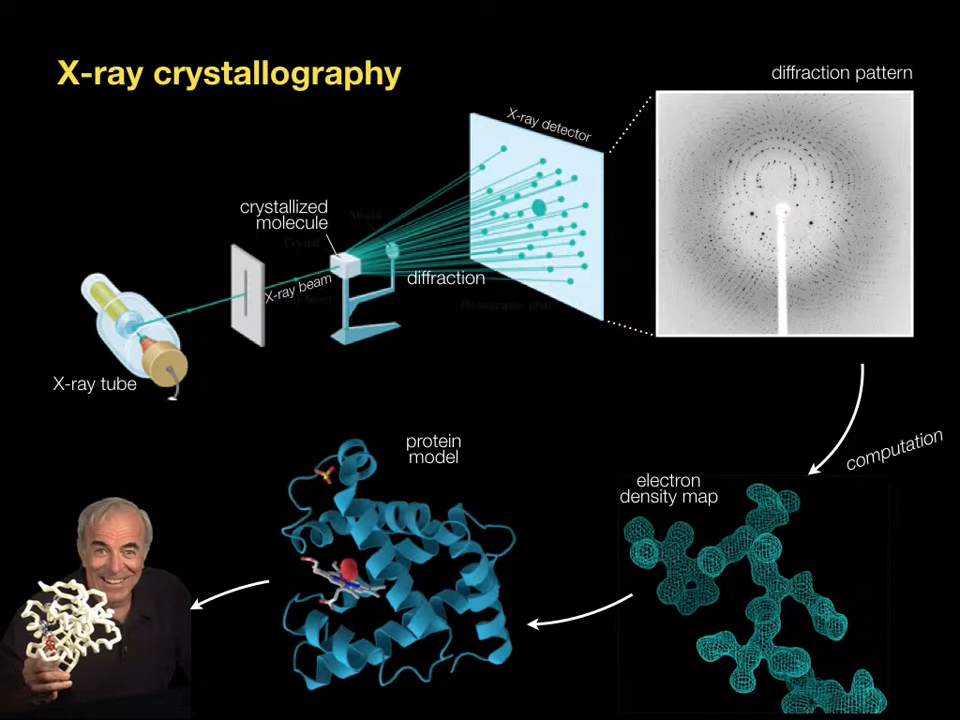 X-ray crystallography
diffraction pattern
X-ray detector
crystallized
molecule
X-ray beam
diffraction
X-ray tube
computation
protein
model
electron
density map